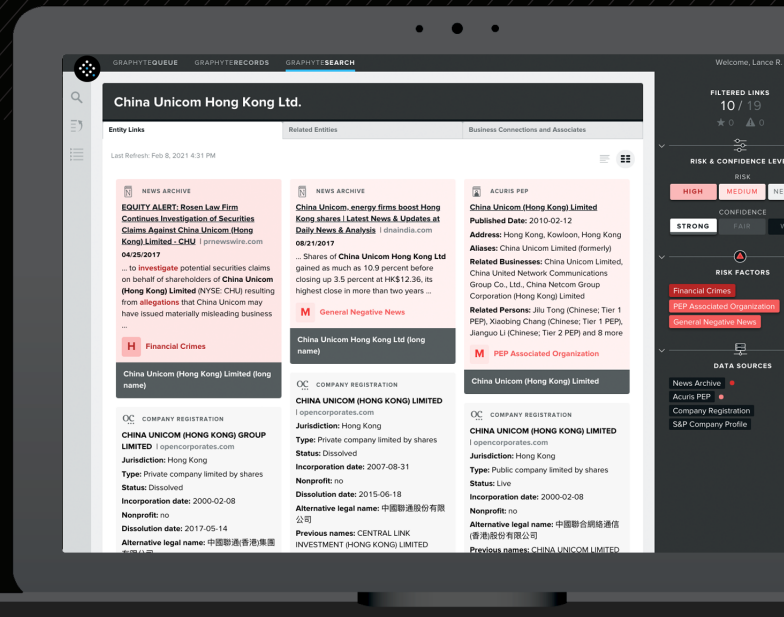 GRAPHYTEQUEUE GRAPHYTERECORDS GRAPHYTESEARCH
Welcome, Lance R.
China Unicom Hong Kong Ltd.
Entity Links
Related Entities
Business Connections and Associates
Last Refresh: Feb 8, 2021 4:31 PM
N NEWS ARCHIVE
EQUITY ALERT: Rosen Law Firm
Continues Investigation of Securities
Claims Against China Unicom (Hong
Kong) Limited - CHU | prnewswire.com
04/25/2017
... to investigate potential securities claims
on behalf of shareholders of China Unicom
(Hong Kong) Limited (NYSE: CHU) resulting
from allegations that China Unicom may
have issued materially misleading business
...
H Financial Crimes
China Unicom (Hong Kong) Limited (long
name)
OC COMPANY REGISTRATION
CHINA UNICOM (HONG KONG) GROUP
LIMITED | opencorporates.com
Jurisdiction: Hong Kong
Type: Private company limited by shares
Status: Dissolved
Incorporation date: 2000-02-08
Nonprofit: no
Dissolution date: 2017-05-14
Alternative legal name: 中國聯通(香港)集團
有限公司
N NEWS ARCHIVE
China Unicom, energy firms boost Hong
Kong shares | Latest News & Updates at
Daily News & Analysis | dnaindia.com
08/21/2017
... Shares of China Unicom Hong Kong Ltd
gained as much as 10.9 percent before
closing up 3.5 percent at HK$12.36, its
highest close in more than two years ...
M General Negative News
China Unicom Hong Kong Ltd (long
name)
OC COMPANY REGISTRATION
CHINA UNICOM (HONG KONG) LIMITED
| opencorporates.com
Jurisdiction: Hong Kong
Type: Private company limited by shares
Status: Dissolved
Incorporation date: 2007-08-31
Nonprofit: no
Dissolution date: 2015-06-18
Alternative legal name: 中國聯通股份有限
公司
Previous names: CENTRAL LINK
INVESTMENT (HONG KONG) LIMITED
ACURIS PEP
China Unicom (Hong Kong) Limited
Published Date: 2010-02-12
Address: Hong Kong, Kowloon, Hong Kong
Aliases: China Unicom Limited (formerly)
Related Businesses: China Unicom Limited,
China United Network Communications
Group Co., Ltd., China Netcom Group
Corporation (Hong Kong) Limited
Related Persons: Jilu Tong (Chinese; Tier 1
PEP), Xiaobing Chang (Chinese; Tier 1 PEP),
Jianguo Li (Chinese; Tier 2 PEP) and 8 more
M PEP Associated Organization
China Unicom (Hong Kong) Limited
OC COMPANY REGISTRATION
CHINA UNICOM (HONG KONG) LIMITED
| opencorporates.com
Jurisdiction: Hong Kong
Type: Public company limited by shares
Status: Live
Incorporation date: 2000-02-08
Nonprofit: no
Alternative legal name: 中國聯合網絡通信
(香港)股份有限公司
Previous names: CHINA UNICOM LIMITED
FILTERED LINKS
10 / 19
0 0
RISK & CONFIDENCE LEVE
RISK
HIGH MEDIUM NE
CONFIDENCE
STRONG FAIR W
RISK FACTORS
Financial Crimes
PEP Associated Organization
General Negative News
DATA SOURCES
News Archive
Acuris PEP
Company Registration
S&P Company Profile